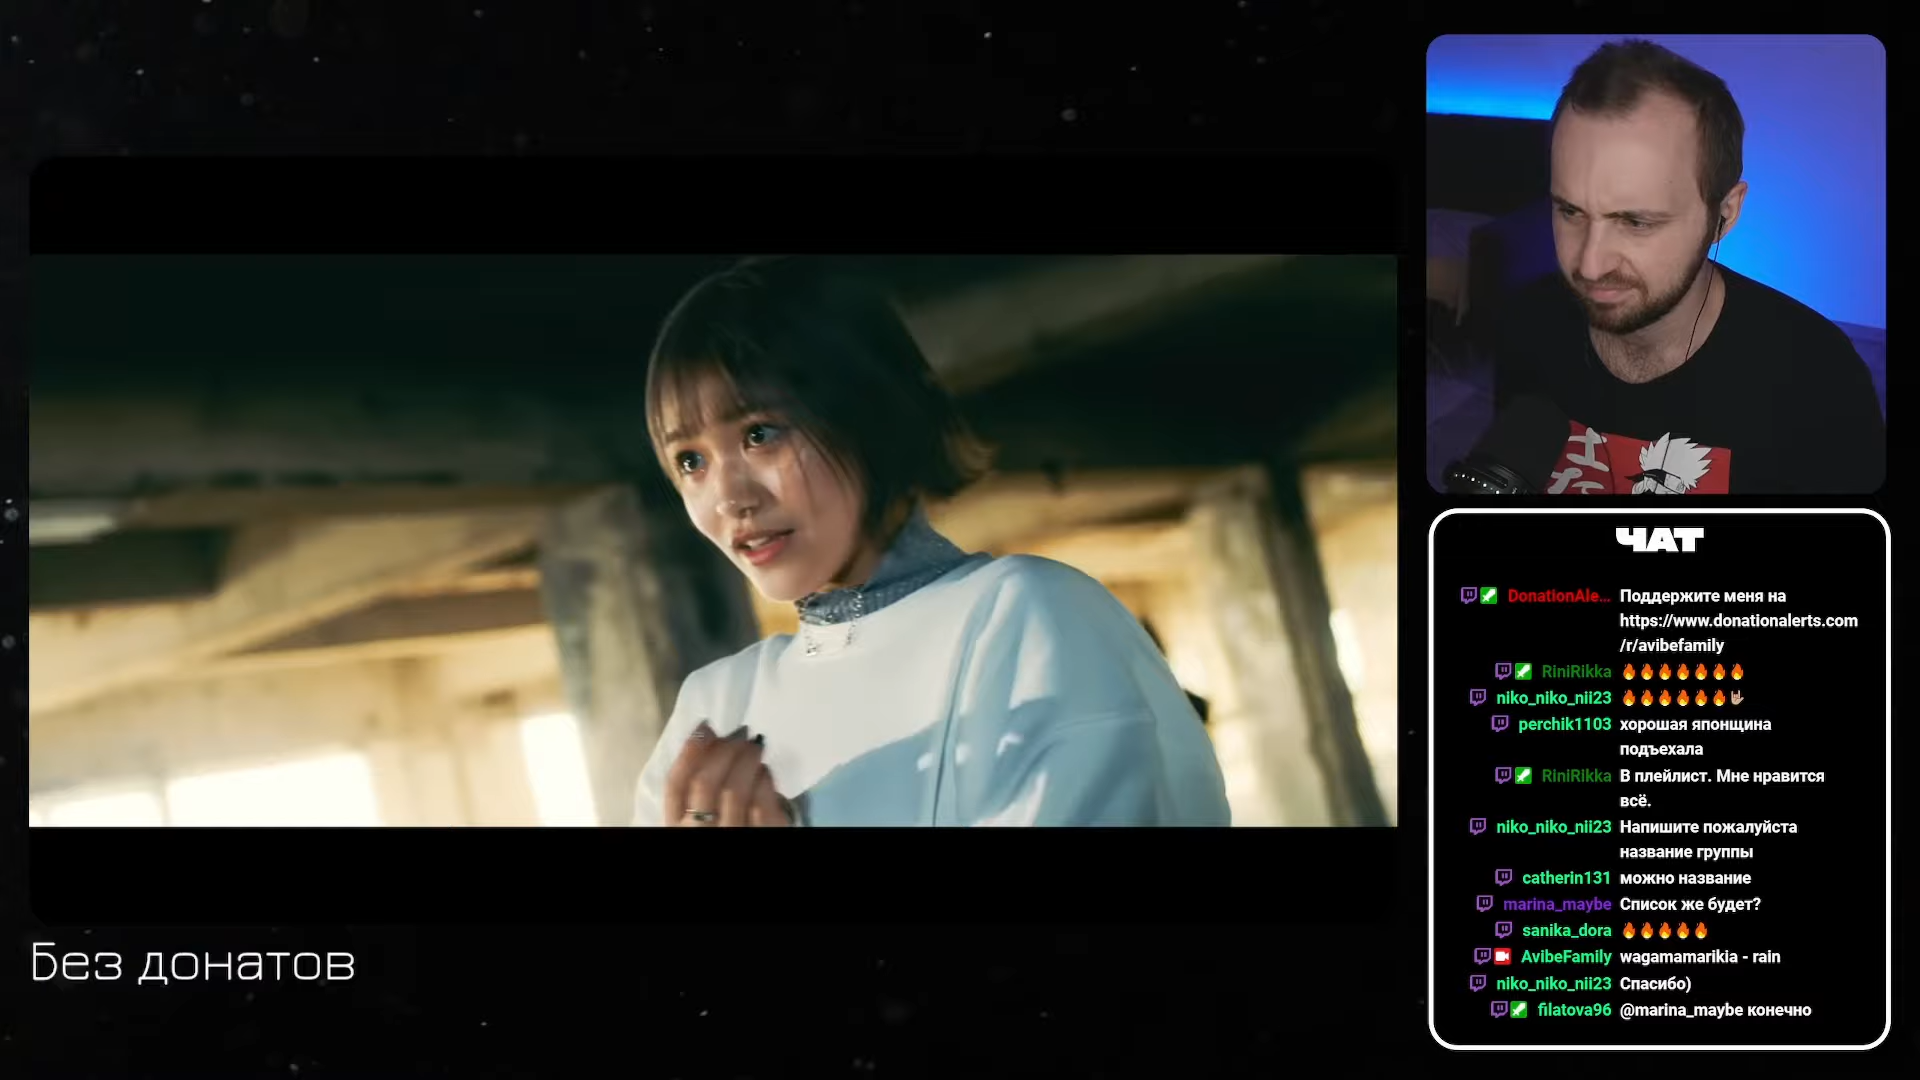 Без донатов
ЧАТ
DonationAle... Поддержите меня на
https://www.donationalerts.com
/r/avibefamily
RiniRikka 🔥🔥🔥🔥🔥🔥🔥
niko_niko_nii23 🔥🔥🔥🔥🔥🔥🤟🏼
perchik1103 хорошая японщина
подъехала
RiniRikka В плейлист. Мне нравится
всё.
niko_niko_nii23 Напишите пожалуйста
название группы
catherin131 можно название
marina_maybe Список же будет?
sanika_dora 🔥🔥🔥🔥🔥
AvibeFamily wagamamarikia - rain
niko_niko_nii23 Спасибо)
filatova96 @marina_maybe конечно